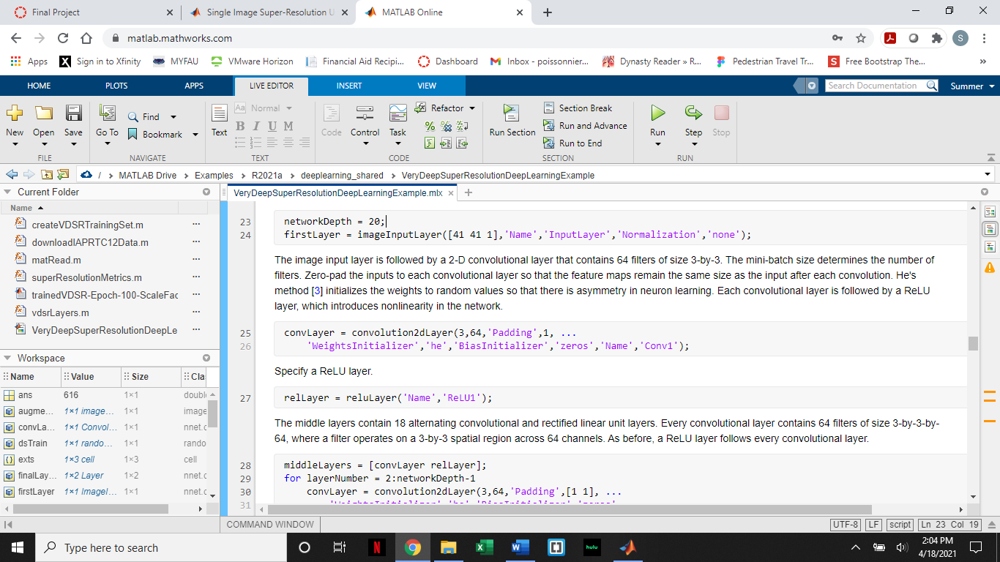 Final Project
Single Image Super-Resolution U
MATLAB Online
matlab.mathworks.com
S
Apps
X
Sign in to Xfinity
MYFAU
VMware Horizon
Financial Aid Recipi...
Dashboard
Inbox - poissonnier...
Dynasty Reader » R...
Pedestrian Travel Tr...
S
Free Bootstrap The...
»
HOME
PLOTS
APPS
LIVE EDITOR
INSERT
VIEW
Search Documentation
Summer
New
Open
Save
FILE
Go To
Find
Bookmark
NAVIGATE
Text
Aa
Normal
B I U M
TEXT
Code
Control
Task
Refactor
CODE
Run Section
Section Break
Run and Advance
Run to End
SECTION
Run
Step
Stop
RUN
/ › MATLAB Drive › Examples › R2021a › deeplearning_shared › VeryDeepSuperResolutionDeepLearningExample
Current Folder
Name
createVDSRTrainingSet.m
downloadIAPRTC12Data.m
matRead.m
superResolutionMetrics.m
trainedVDSR-Epoch-100-ScaleFac
vdsrLayers.m
VeryDeepSuperResolutionDeepLe
Workspace
Name Value Size Cla
ans 616 1×1 doubl
augme... 1×1 image... 1×1 image
convLa... 1×1 Convol... 1×1 nnet.c
dsTrain 1×1 rando... 1×1 rando
exts 1×3 cell 1×3 cell
finalLay... 1×2 Layer 1×2 nnet.c
firstLayer 1×1 ImageI... 1×1 nnet.c
VeryDeepSuperResolutionDeepLearningExample.mlx
23 networkDepth = 20;
24 firstLayer = imageInputLayer([41 41 1],'Name','InputLayer','Normalization','none');
The image input layer is followed by a 2-D convolutional layer that contains 64 filters of size 3-by-3. The mini-batch size determines the number of
filters. Zero-pad the inputs to each convolutional layer so that the feature maps remain the same size as the input after each convolution. He's
method [3] initializes the weights to random values so that there is asymmetry in neuron learning. Each convolutional layer is followed by a ReLU
layer, which introduces nonlinearity in the network.
25 convLayer = convolution2dLayer(3,64,'Padding',1, ...
26 'WeightsInitializer','he','BiasInitializer','zeros','Name','Conv1');
Specify a ReLU layer.
27 relLayer = reluLayer('Name','ReLU1');
The middle layers contain 18 alternating convolutional and rectified linear unit layers. Every convolutional layer contains 64 filters of size 3-by-3-by-
64, where a filter operates on a 3-by-3 spatial region across 64 channels. As before, a ReLU layer follows every convolutional layer.
28 middleLayers = [convLayer relLayer];
29 for layerNumber = 2:networkDepth-1
30 convLayer = convolution2dLayer(3,64,'Padding',[1 1], ...
31 'WeightsInitializer','he','BiasInitializer','zeros',
COMMAND WINDOW
UTF-8 LF script Ln 23 Col 19
Type here to search
N
hulu
2:04 PM
4/18/2021